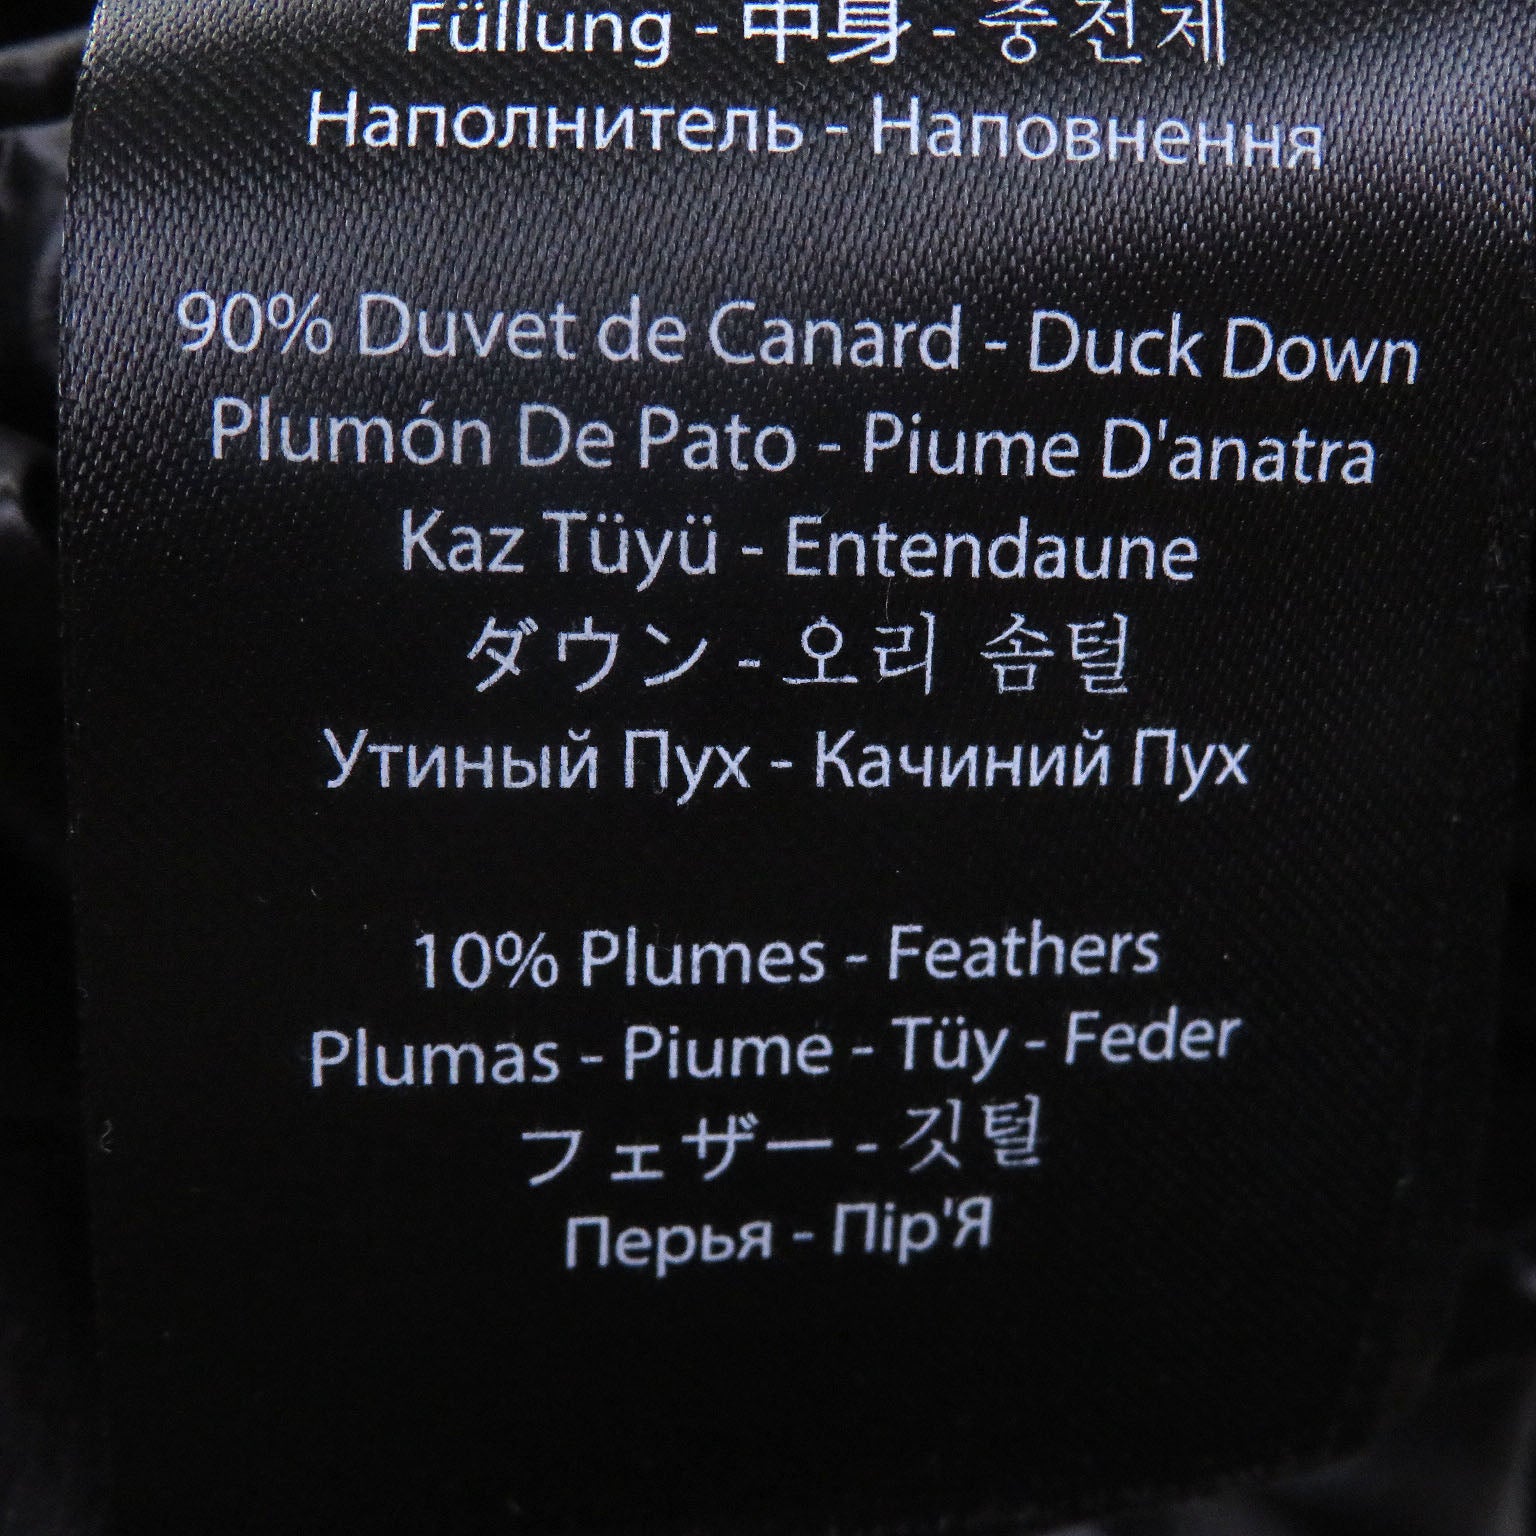 Füllung - 中身 - 충전제
Наполнитель - Наповнення
90% Duvet de Canard - Duck Down
Plumón De Pato - Piume D'anatra
Kaz Tüyü - Entendaune
ダウン - 오리 솜털
Утиный Пух - Качиний Пух
10% Plumes - Feathers
Plumas - Piume - Tüy - Feder
フェザー - 깃털
Перья - Пір'Я